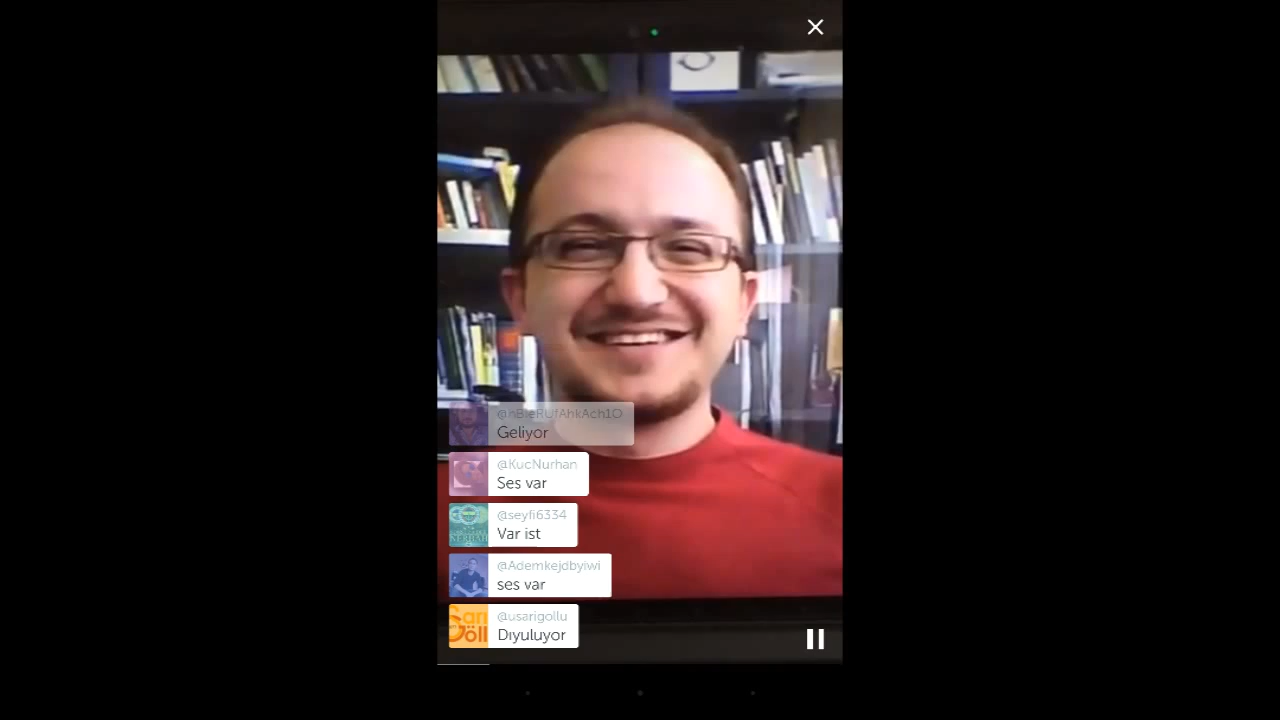 Geliyor
@KucNurhan
Ses var
@seyfi6334
Var ist
@Ademkejdbyiwi
ses var
@usarigollu
Dıyuluyor